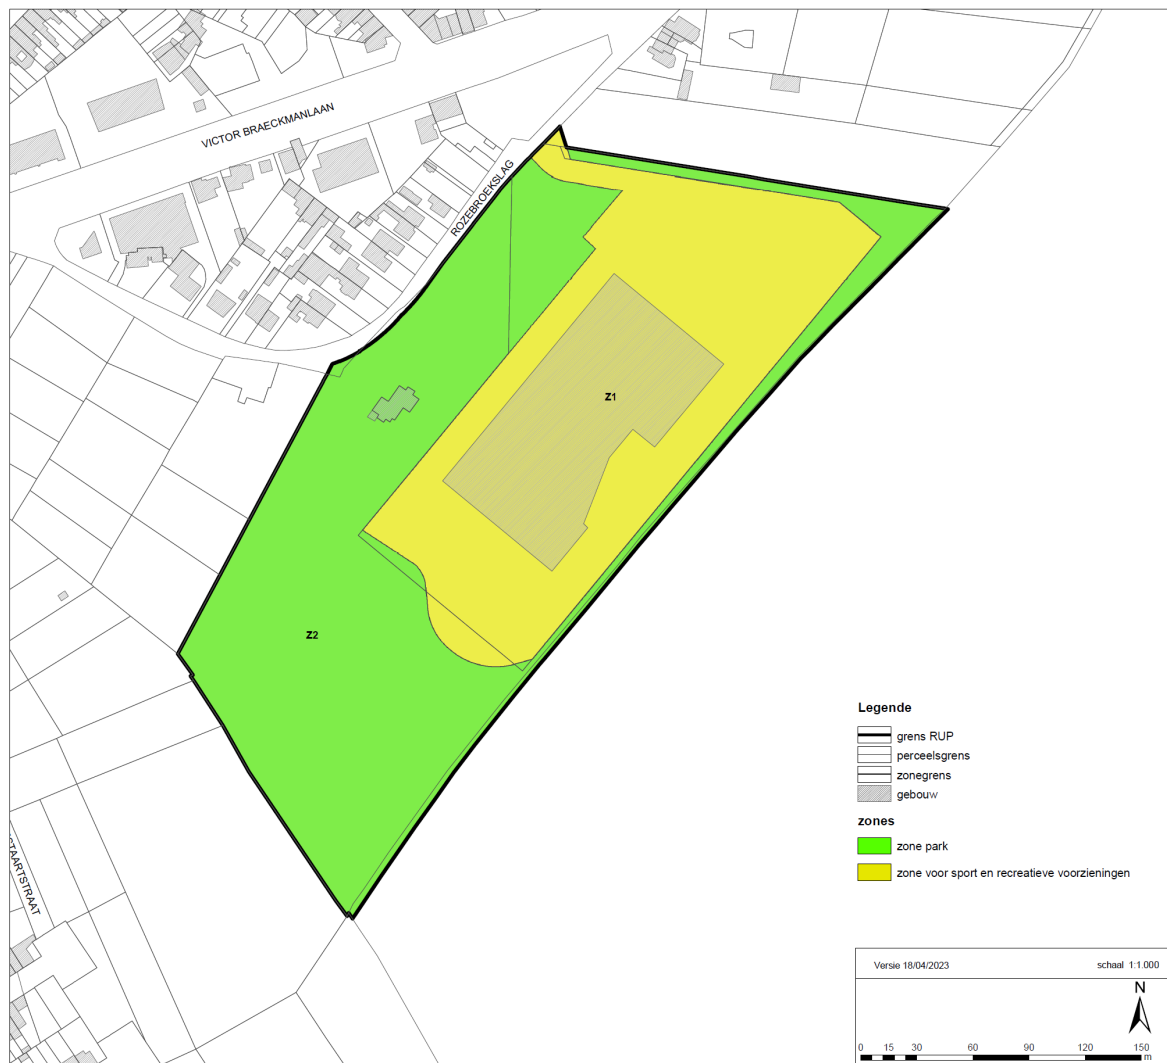 VICTOR BRAECKMANLAAN
ROZEBROEKSLAG
Z1
Z2
STAARTSTRAAT
Legende
grens RUP
perceelsgrens
zonegrens
gebouw
zones
zone park
zone voor sport en recreatieve voorzieningen
Versie 18/04/2023
schaal 1:1.000
N
0 15 30 60 90 120 150
m